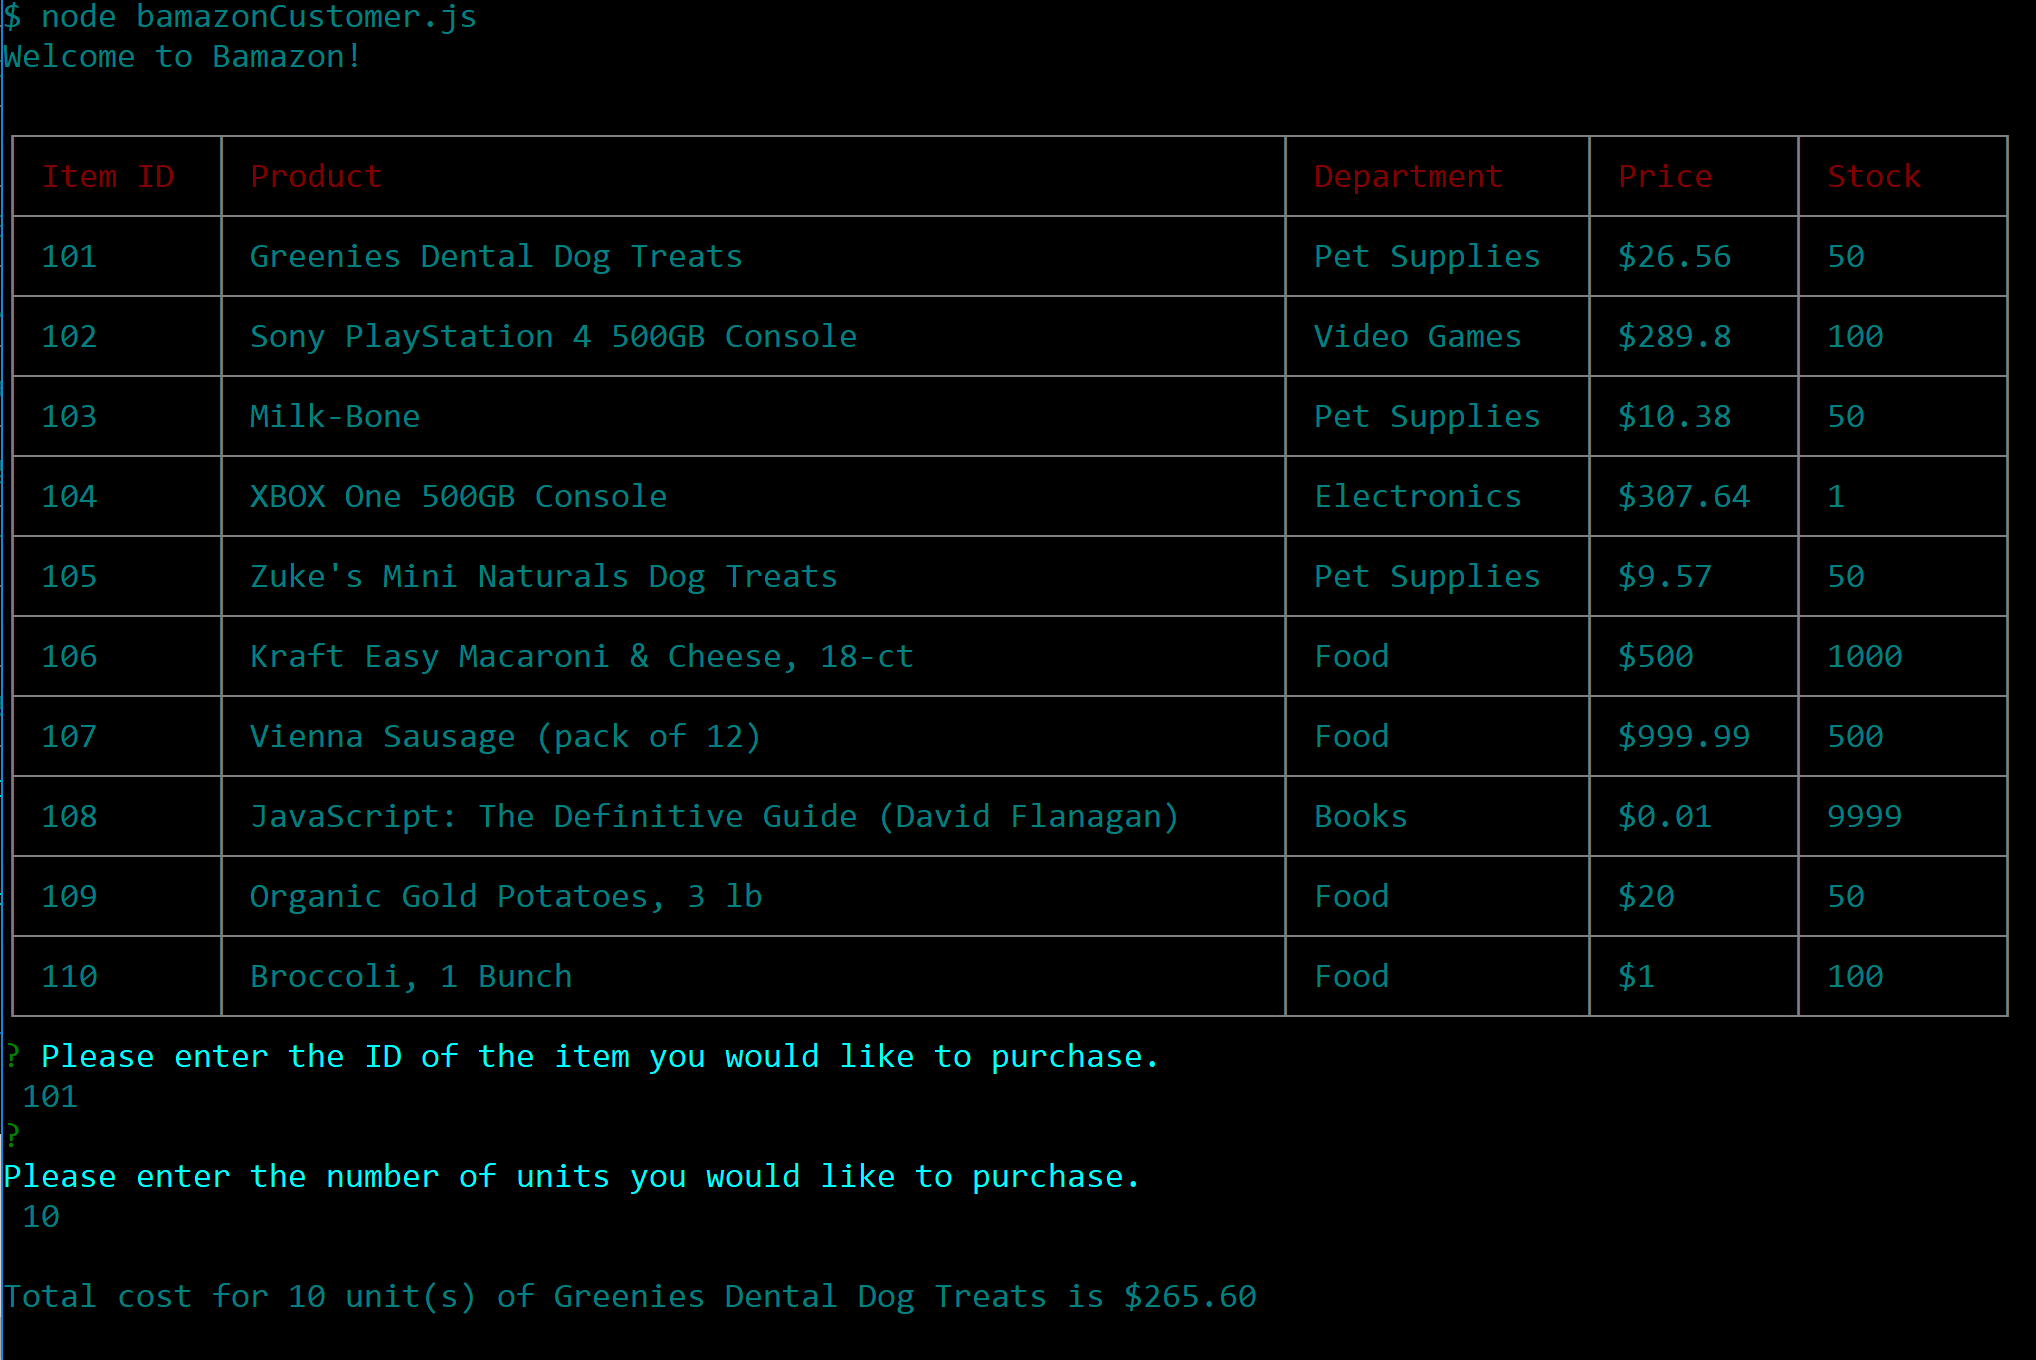 $ node bamazonCustomer.js
Welcome to Bamazon!
Item ID Product Department Price Stock
101 Greenies Dental Dog Treats Pet Supplies $26.56 50
102 Sony PlayStation 4 500GB Console Video Games $289.8 100
103 Milk-Bone Pet Supplies $10.38 50
104 XBOX One 500GB Console Electronics $307.64 1
105 Zuke's Mini Naturals Dog Treats Pet Supplies $9.57 50
106 Kraft Easy Macaroni & Cheese, 18-ct Food $500 1000
107 Vienna Sausage (pack of 12) Food $999.99 500
108 JavaScript: The Definitive Guide (David Flanagan) Books $0.01 9999
109 Organic Gold Potatoes, 3 lb Food $20 50
110 Broccoli, 1 Bunch Food $1 100
? Please enter the ID of the item you would like to purchase.
101
?
Please enter the number of units you would like to purchase.
10
Total cost for 10 unit(s) of Greenies Dental Dog Treats is $265.60